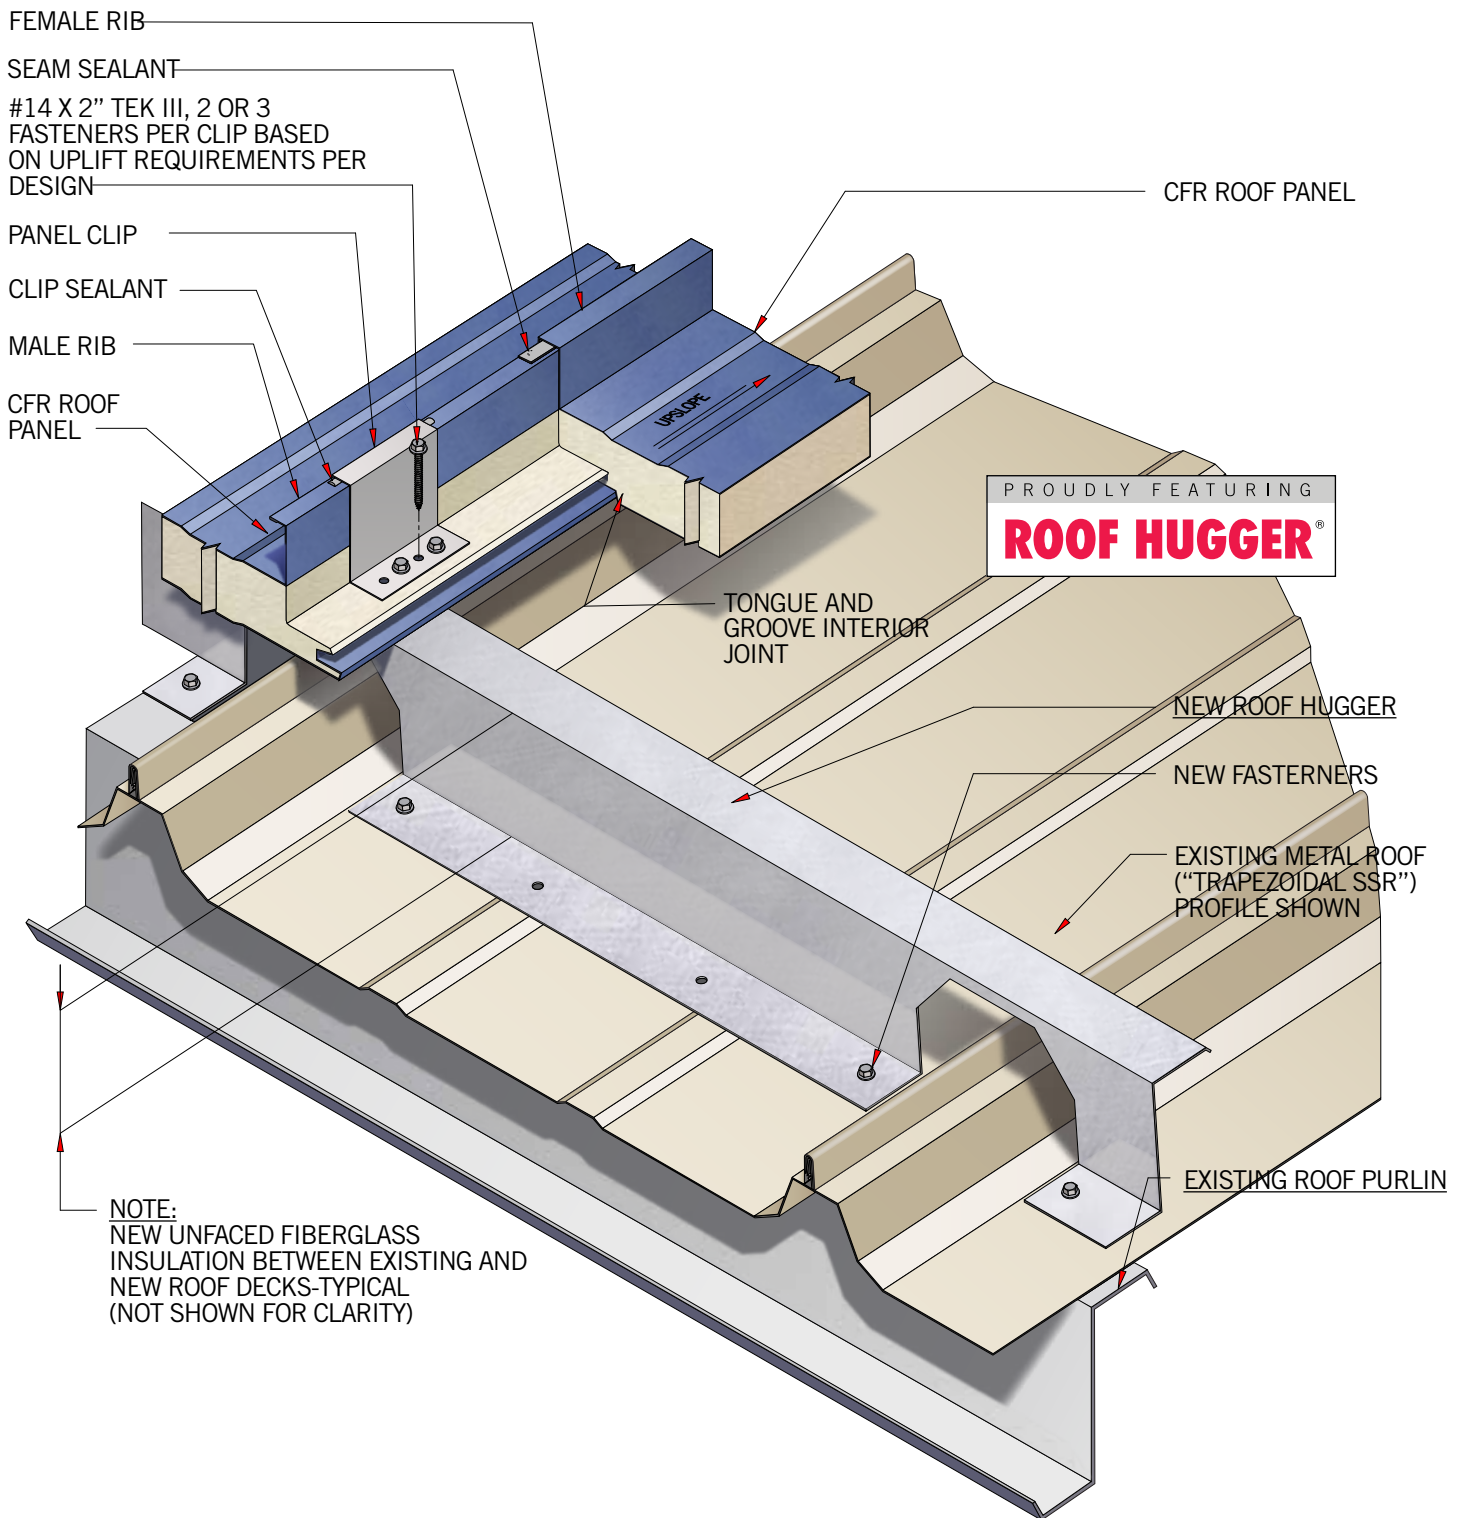 FEMALE RIB
SEAM SEALANT
#14 X 2” TEK III, 2 OR 3
FASTENERS PER CLIP BASED
ON UPLIFT REQUIREMENTS PER
DESIGN
PANEL CLIP
CLIP SEALANT
MALE RIB
CFR ROOF
PANEL
CFR ROOF PANEL
UPSLOPE
PROUDLY FEATURING
ROOF HUGGER®
TONGUE AND
GROOVE INTERIOR
JOINT
NEW ROOF HUGGER
NEW FASTERNERS
EXISTING METAL ROOF
(“TRAPEZOIDAL SSR”)
PROFILE SHOWN
EXISTING ROOF PURLIN
NOTE:
NEW UNFACED FIBERGLASS
INSULATION BETWEEN EXISTING AND
NEW ROOF DECKS-TYPICAL
(NOT SHOWN FOR CLARITY)